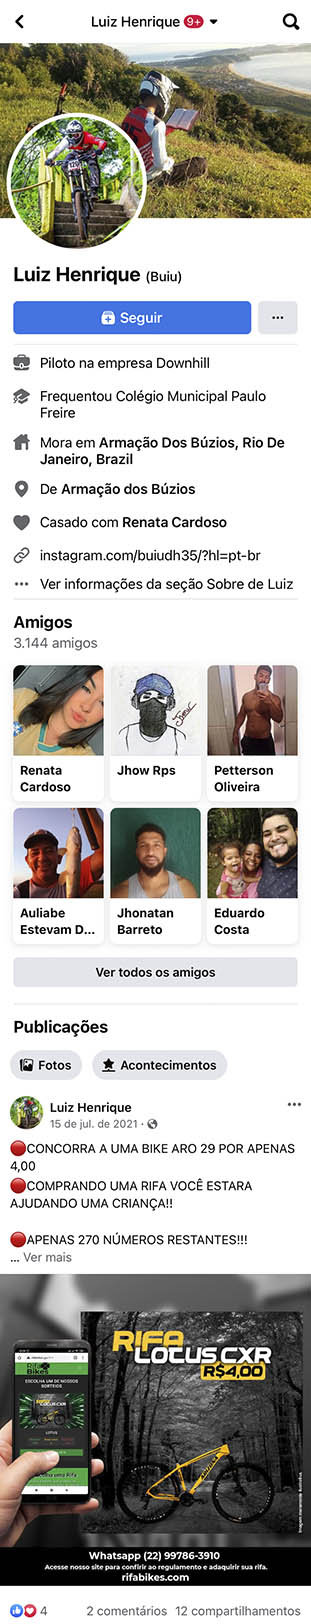 Luiz Henrique 9+
Luiz Henrique (Buiu)
Seguir
Piloto na empresa Downhill
Frequentou Colégio Municipal Paulo
Freire
Mora em Armação Dos Búzios, Rio De
Janeiro, Brazil
De Armação dos Búzios
Casado com Renata Cardoso
instagram.com/buiudh35/?hl=pt-br
Ver informações da seção Sobre de Luiz
Amigos
3.144 amigos
Renata
Cardoso
Jhow Rps
Petterson
Oliveira
Auliabe
Estevam D...
Jhonatan
Barreto
Eduardo
Costa
Ver todos os amigos
Publicações
Fotos
Acontecimentos
Luiz Henrique
15 de jul. de 2021 ·
🔴CONCORRA A UMA BIKE ARO 29 POR APENAS
4,00
🔴COMPRANDO UMA RIFA VOCÊ ESTARA
AJUDANDO UMA CRIANÇA!!
🔴APENAS 270 NÚMEROS RESTANTES!!!
... Ver mais
RIFA
LOTUS CXR
R$4,00
Rifa
Bikes
ESCOLHA UM DE NOSSOS
SORTEIOS
LOTUS
Imagem meramente ilustrativa.
Whatsapp (22) 99786-3910
Acesse nosso site para confirir ao regulamento e adaquirir sua rifa.
rifabikes.com
4
2 comentários 12 compartilhamentos